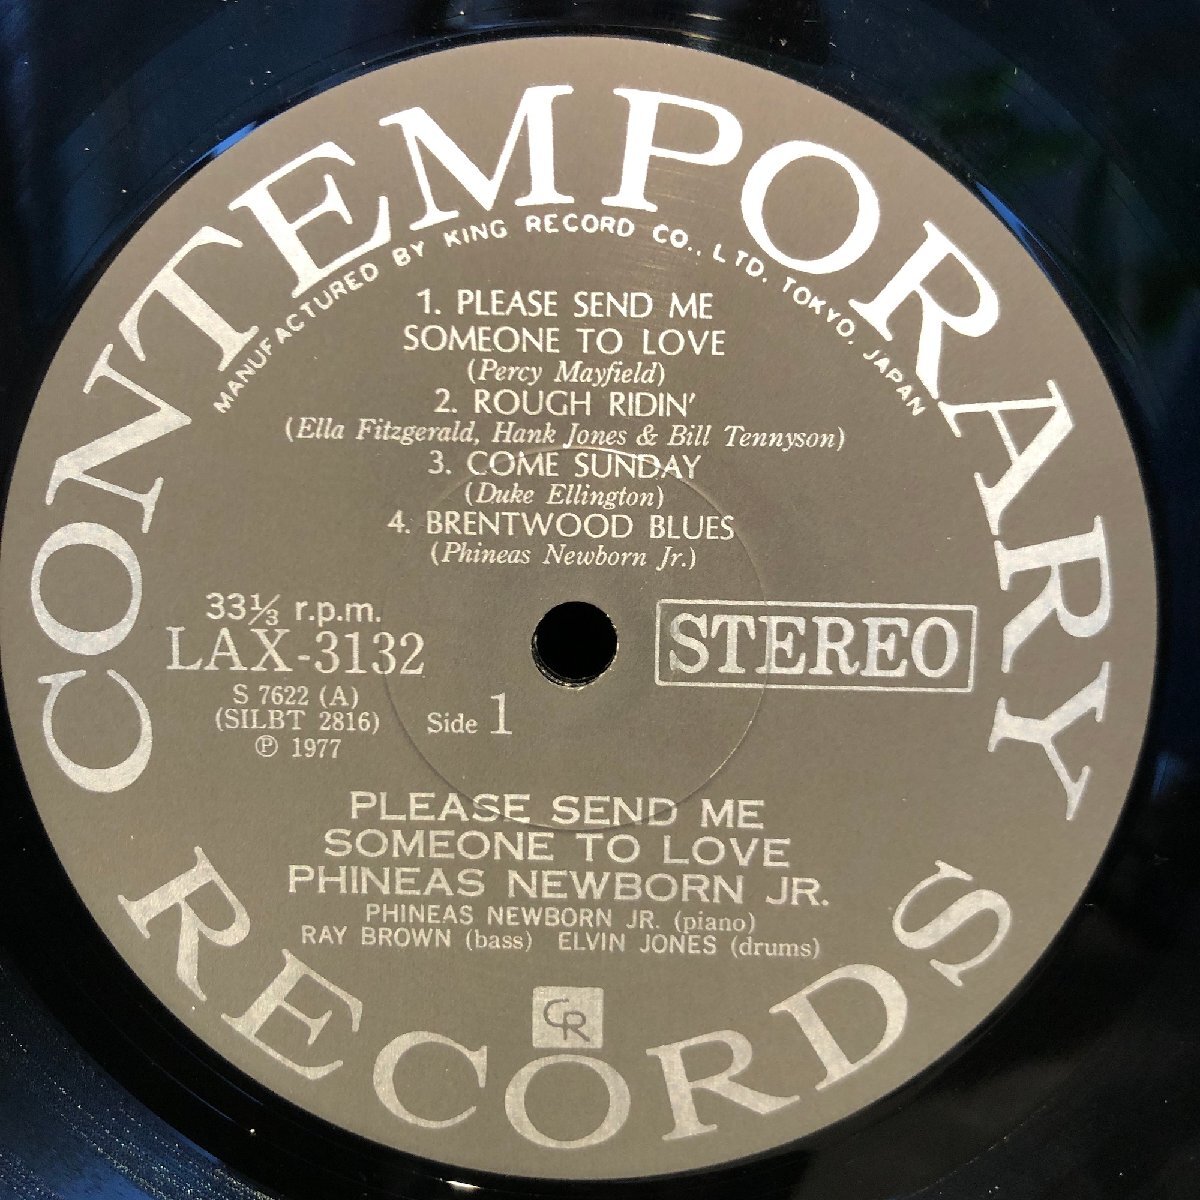 CONTEMPORARY
MANUFACTURED BY KING RECORD CO., LTD. TOKYO, JAPAN
1. PLEASE SEND ME
SOMEONE TO LOVE
(Percy Mayfield)
2. ROUGH RIDIN'
(Ella Fitzgerald, Hank Jones & Bill Tennyson)
3. COME SUNDAY
(Duke Ellington)
4. BRENTWOOD BLUES
(Phineas Newborn Jr.)
33⅓ r.p.m.
LAX-3132
S 7622 (A)
(SILBT 2816)
Ⓟ 1977
Side 1
STEREO
PLEASE SEND ME
SOMEONE TO LOVE
PHINEAS NEWBORN JR.
PHINEAS NEWBORN JR. (piano)
RAY BROWN (bass) ELVIN JONES (drums)
CR
RECORDS